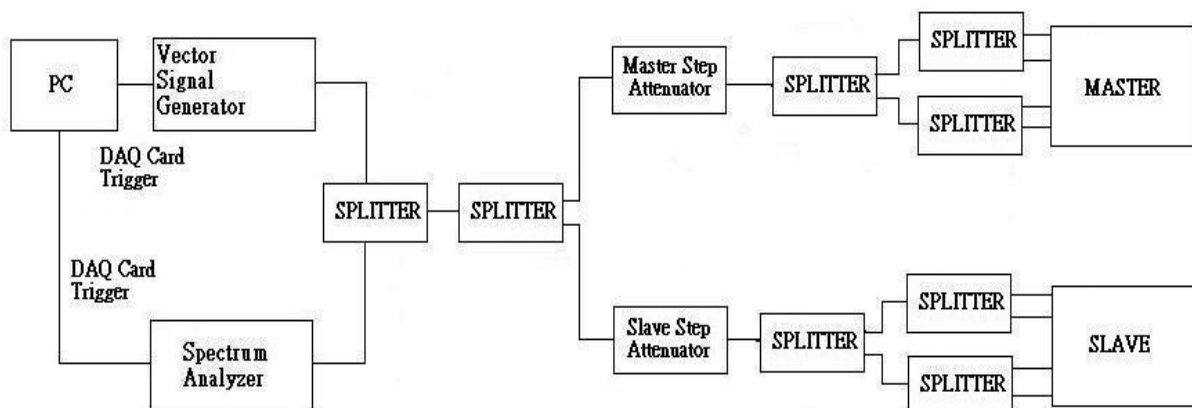 PC
Vector
Signal
Generator
DAQ Card
Trigger
DAQ Card
Trigger
Spectrum
Analyzer
SPLITTER
SPLITTER
Master Step
Attenuator
SPLITTER
SPLITTER
SPLITTER
MASTER
Slave Step
Attenuator
SPLITTER
SPLITTER
SPLITTER
SLAVE